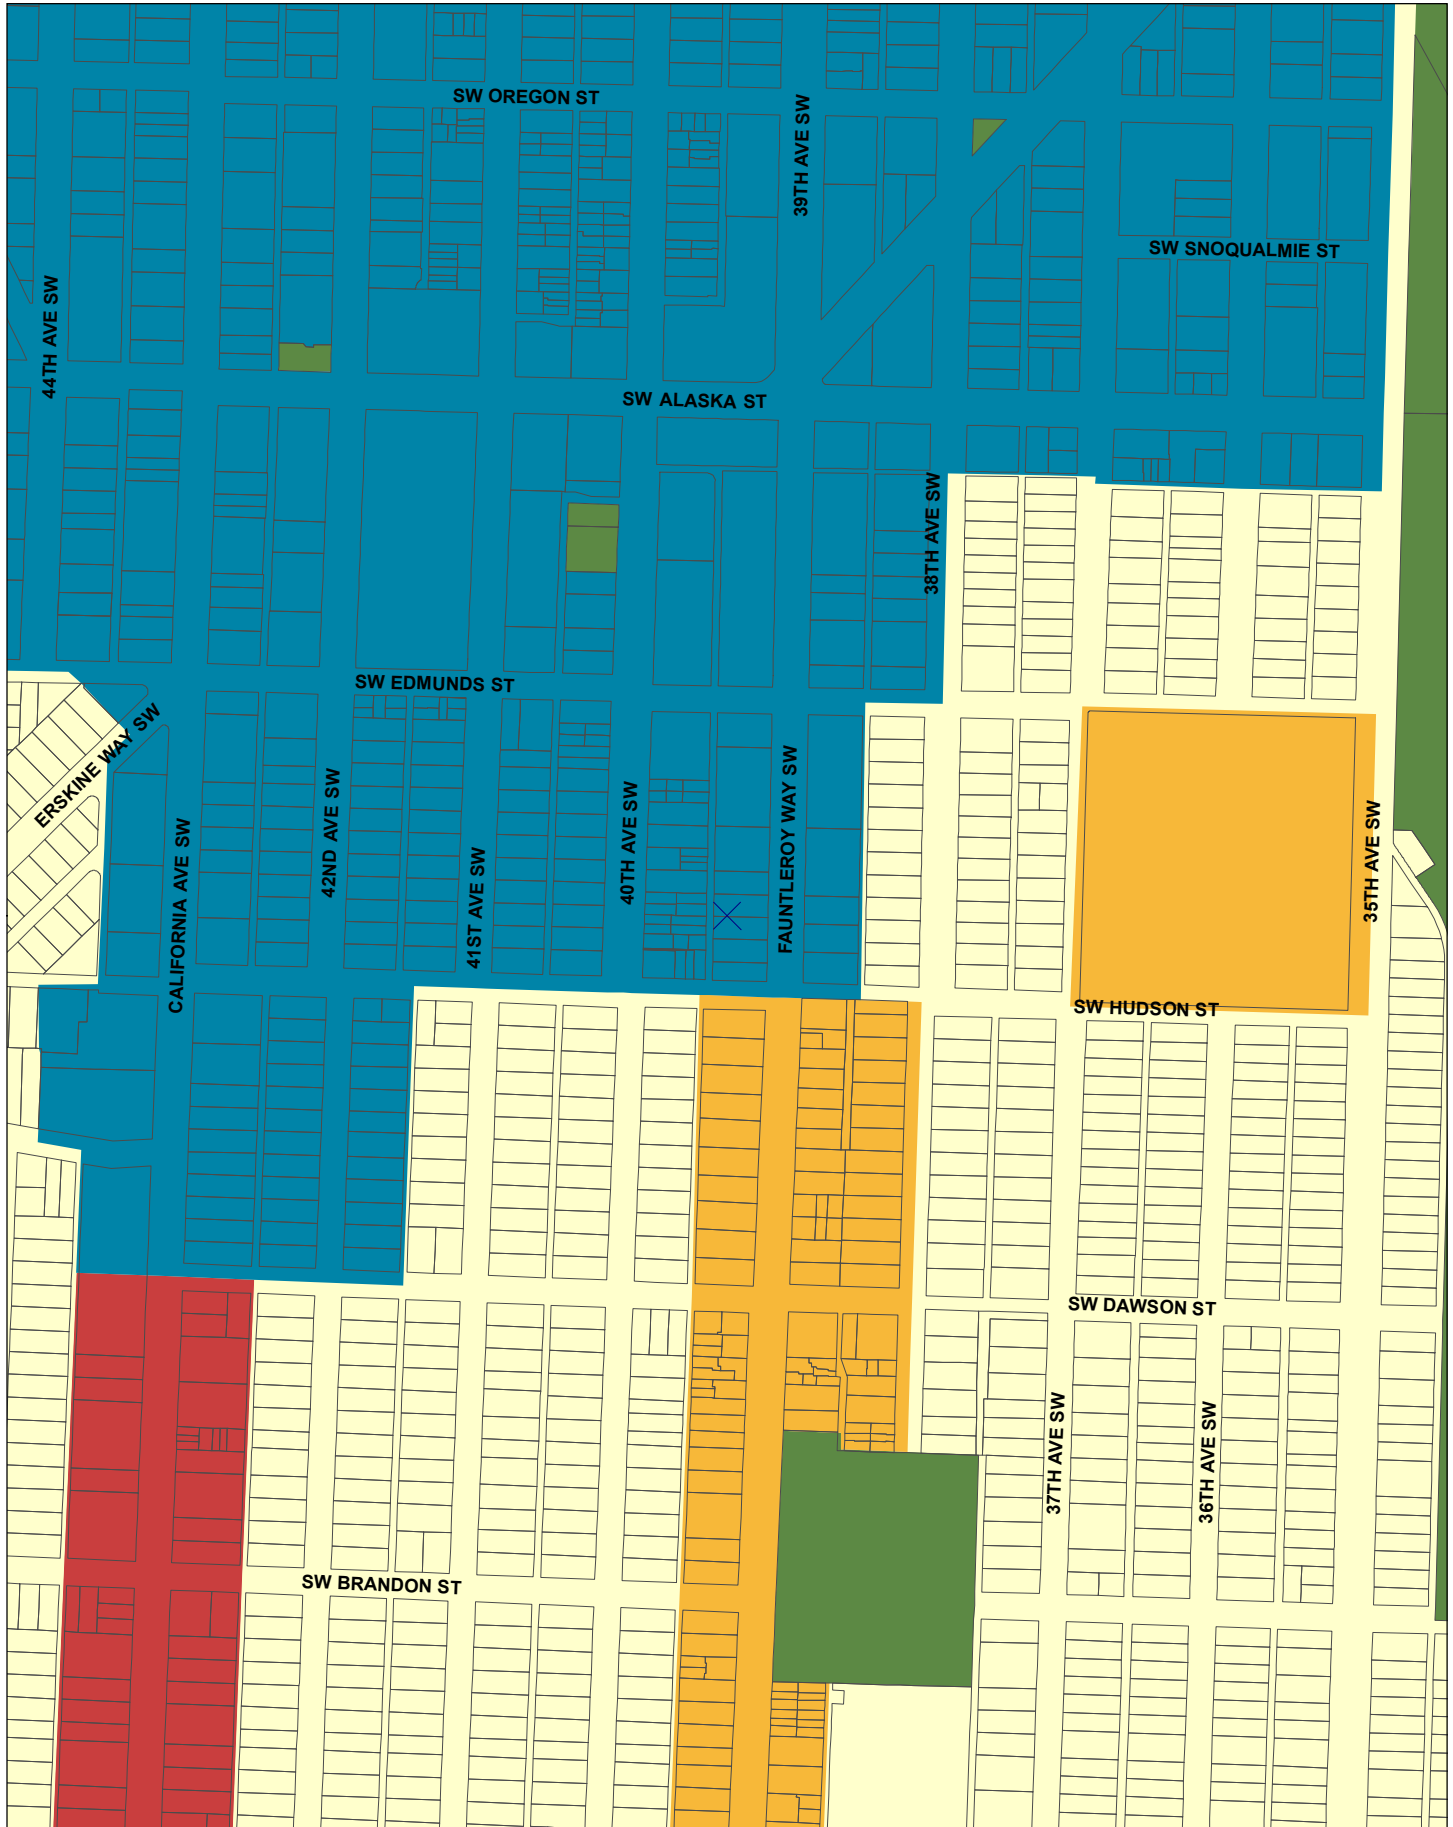 SW OREGON ST
39TH AVE SW
SW SNOQUALMIE ST
44TH AVE SW
SW ALASKA ST
38TH AVE SW
SW EDMUNDS ST
ERSKINE WAY SW
42ND AVE SW
FAUNTLEROY WAY SW
40TH AVE SW
35TH AVE SW
CALIFORNIA AVE SW
41ST AVE SW
SW HUDSON ST
SW DAWSON ST
37TH AVE SW
36TH AVE SW
SW BRANDON ST